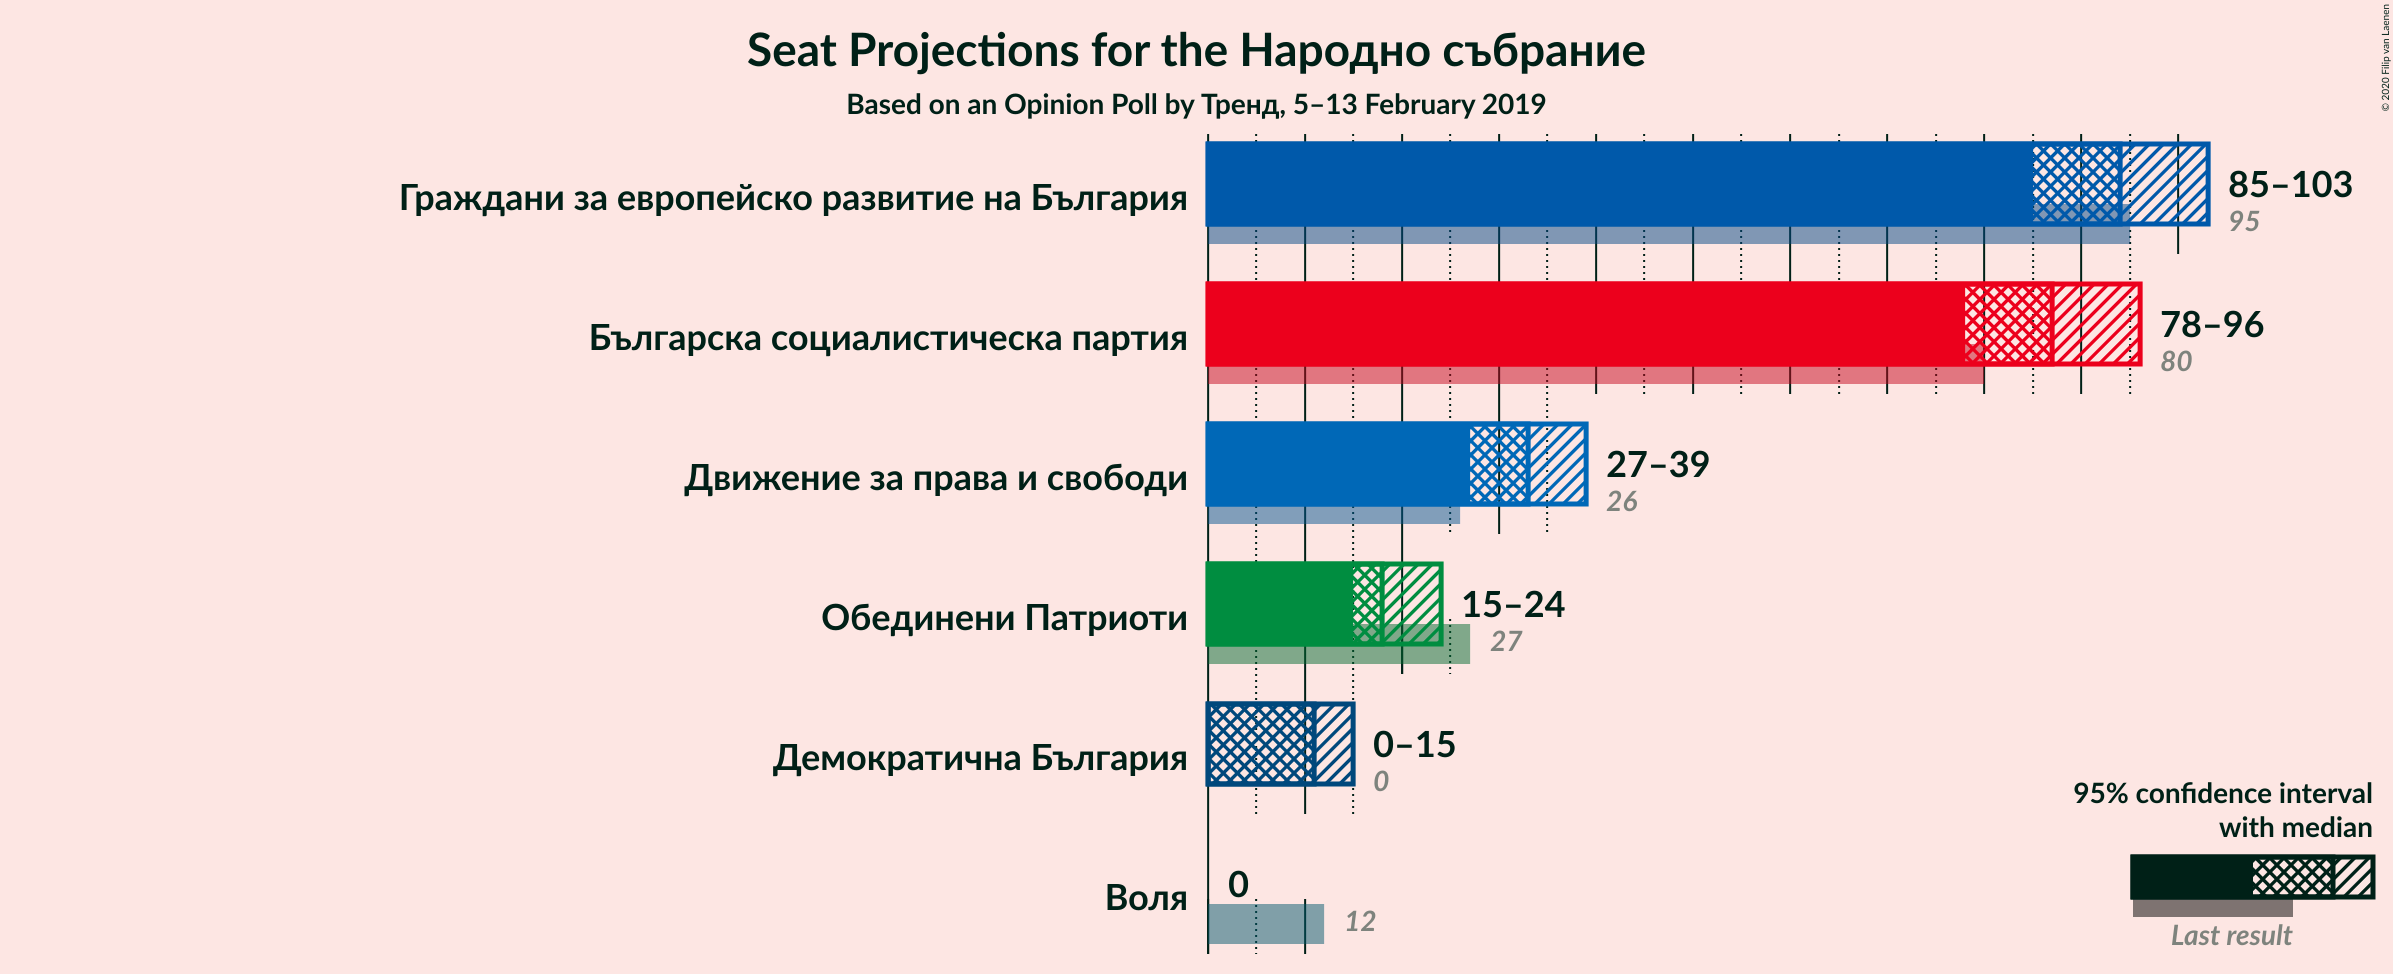 Seat Projections for the Народно събрание
Based on an Opinion Poll by Тренд, 5–13 February 2019
© 2020 Filip van Laenen
Граждани за европейско развитие на България
85–103
95
Българска социалистическа партия
78–96
80
Движение за права и свободи
27–39
26
Обединени Патриоти
15–24
27
Демократична България
0–15
0
Воля
0
12
95% confidence interval
with median
Last result